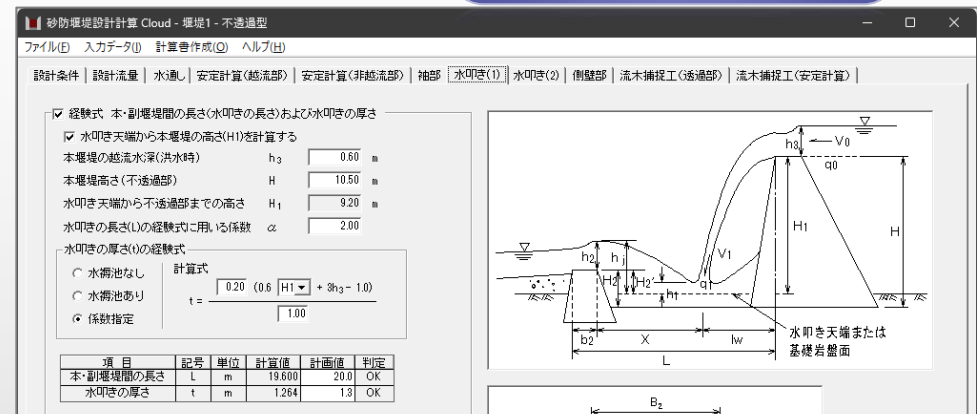 砂防堰堤設計計算 Cloud - 堰堤1 - 不透過型
ファイル(F) 入力データ(I) 計算書作成(O) ヘルプ(H)
設計条件 設計流量 水通し 安定計算(越流部) 安定計算(非越流部) 袖部 水叩き(1) 水叩き(2) 側壁部 流木捕捉工(透過部) 流木捕捉工(安定計算)
経験式 本・副堰堤間の長さ(水叩きの長さ)および水叩きの厚さ
水叩き天端から本堰堤の高さ(H1)を計算する
本堰堤の越流水深(洪水時) h3 0.60 m
本堰堤高さ(不透過部) H 10.50 m
水叩き天端から不透過部までの高さ H1 9.20 m
水叩きの長さ(L)の経験式に用いる係数 α 2.00
水叩きの厚さ(t)の経験式
水褥池なし
水褥池あり
係数指定
計算式
t = 0.20 (0.6 H1 + 3h3 - 1.0)
1.00
項 目 記号 単位 計算値 計画値 判定
本・副堰堤間の長さ L m 19.600 20.0 OK
水叩きの厚さ t m 1.264 1.3 OK
h3 V0
q0
H1 H
V1
h2 hj
H2 H2' q1
h1
水叩き天端または
基礎岩盤面
b2 X lw
L
B2